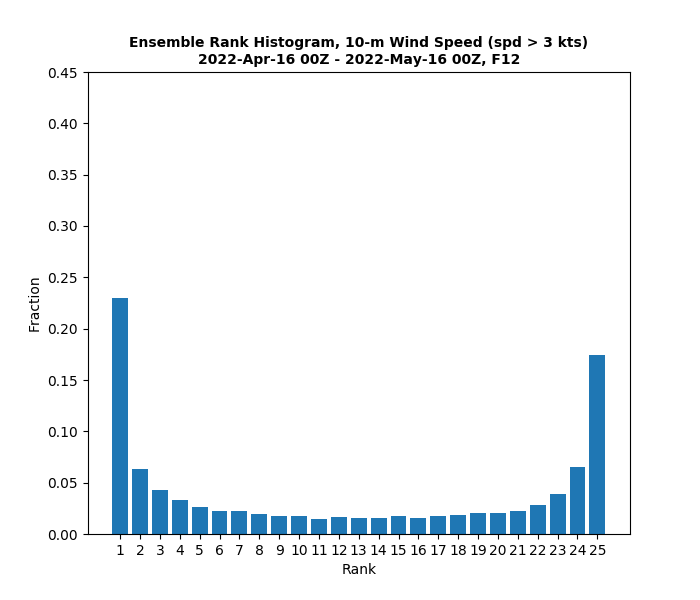 Ensemble Rank Histogram, 10-m Wind Speed (spd > 3 kts)
2022-Apr-16 00Z - 2022-May-16 00Z, F12
0.45
0.40
0.35
0.30
0.25
0.20
0.15
0.10
0.05
0.00
Fraction
1 2 3 4 5 6 7 8 9 10 11 12 13 14 15 16 17 18 19 20 21 22 23 24 25
Rank